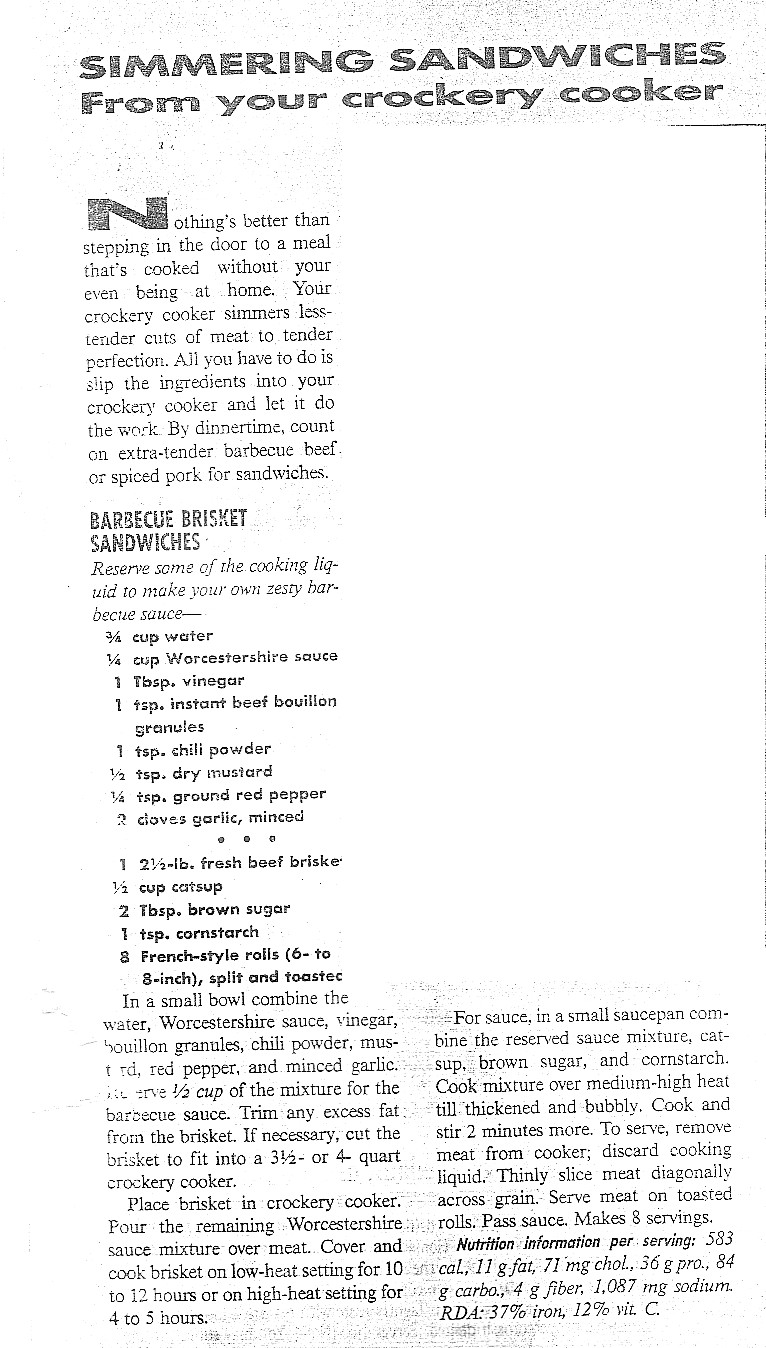 SIMMERING SANDWICHES
From your crockery cooker
Nothing's better than
stepping in the door to a meal
that's cooked without your
even being at home. Your
crockery cooker simmers less-
tender cuts of meat to tender
perfection. All you have to do is
slip the ingredients into your
crockery cooker and let it do
the work. By dinnertime, count
on extra-tender barbecue beef
or spiced pork for sandwiches.
BARBECUE BRISKET
SANDWICHES
Reserve some of the cooking liq-
uid to make your own zesty bar-
becue sauce—
¾ cup water
¼ cup Worcestershire sauce
1 Tbsp. vinegar
1 tsp. instant beef bouillon
granules
1 tsp. chili powder
½ tsp. dry mustard
¼ tsp. ground red pepper
2 cloves garlic, minced
• • •
1 2½-lb. fresh beef briske
½ cup catsup
2 Tbsp. brown sugar
1 tsp. cornstarch
8 French-style rolls (6- to
8-inch), split and toasted
In a small bowl combine the
water, Worcestershire sauce, vinegar,
bouillon granules, chili powder, mus-
t rd, red pepper, and minced garlic.
erve ½ cup of the mixture for the
barbecue sauce. Trim any excess fat
from the brisket. If necessary, cut the
brisket to fit into a 3½- or 4- quart
crockery cooker.
Place brisket in crockery cooker.
Pour the remaining Worcestershire
sauce mixture over meat. Cover and
cook brisket on low-heat setting for 10
to 12 hours or on high-heat setting for
4 to 5 hours.
For sauce, in a small saucepan com-
bine the reserved sauce mixture, cat-
sup, brown sugar, and cornstarch.
Cook mixture over medium-high heat
till thickened and bubbly. Cook and
stir 2 minutes more. To serve, remove
meat from cooker; discard cooking
liquid. Thinly slice meat diagonally
across grain. Serve meat on toasted
rolls. Pass sauce. Makes 8 servings.
Nutrition information per serving: 583
cal., 11 g fat, 71 mg chol., 36 g pro., 84
g carbo., 4 g fiber, 1,087 mg sodium.
RDA: 37% iron, 12% vit. C.